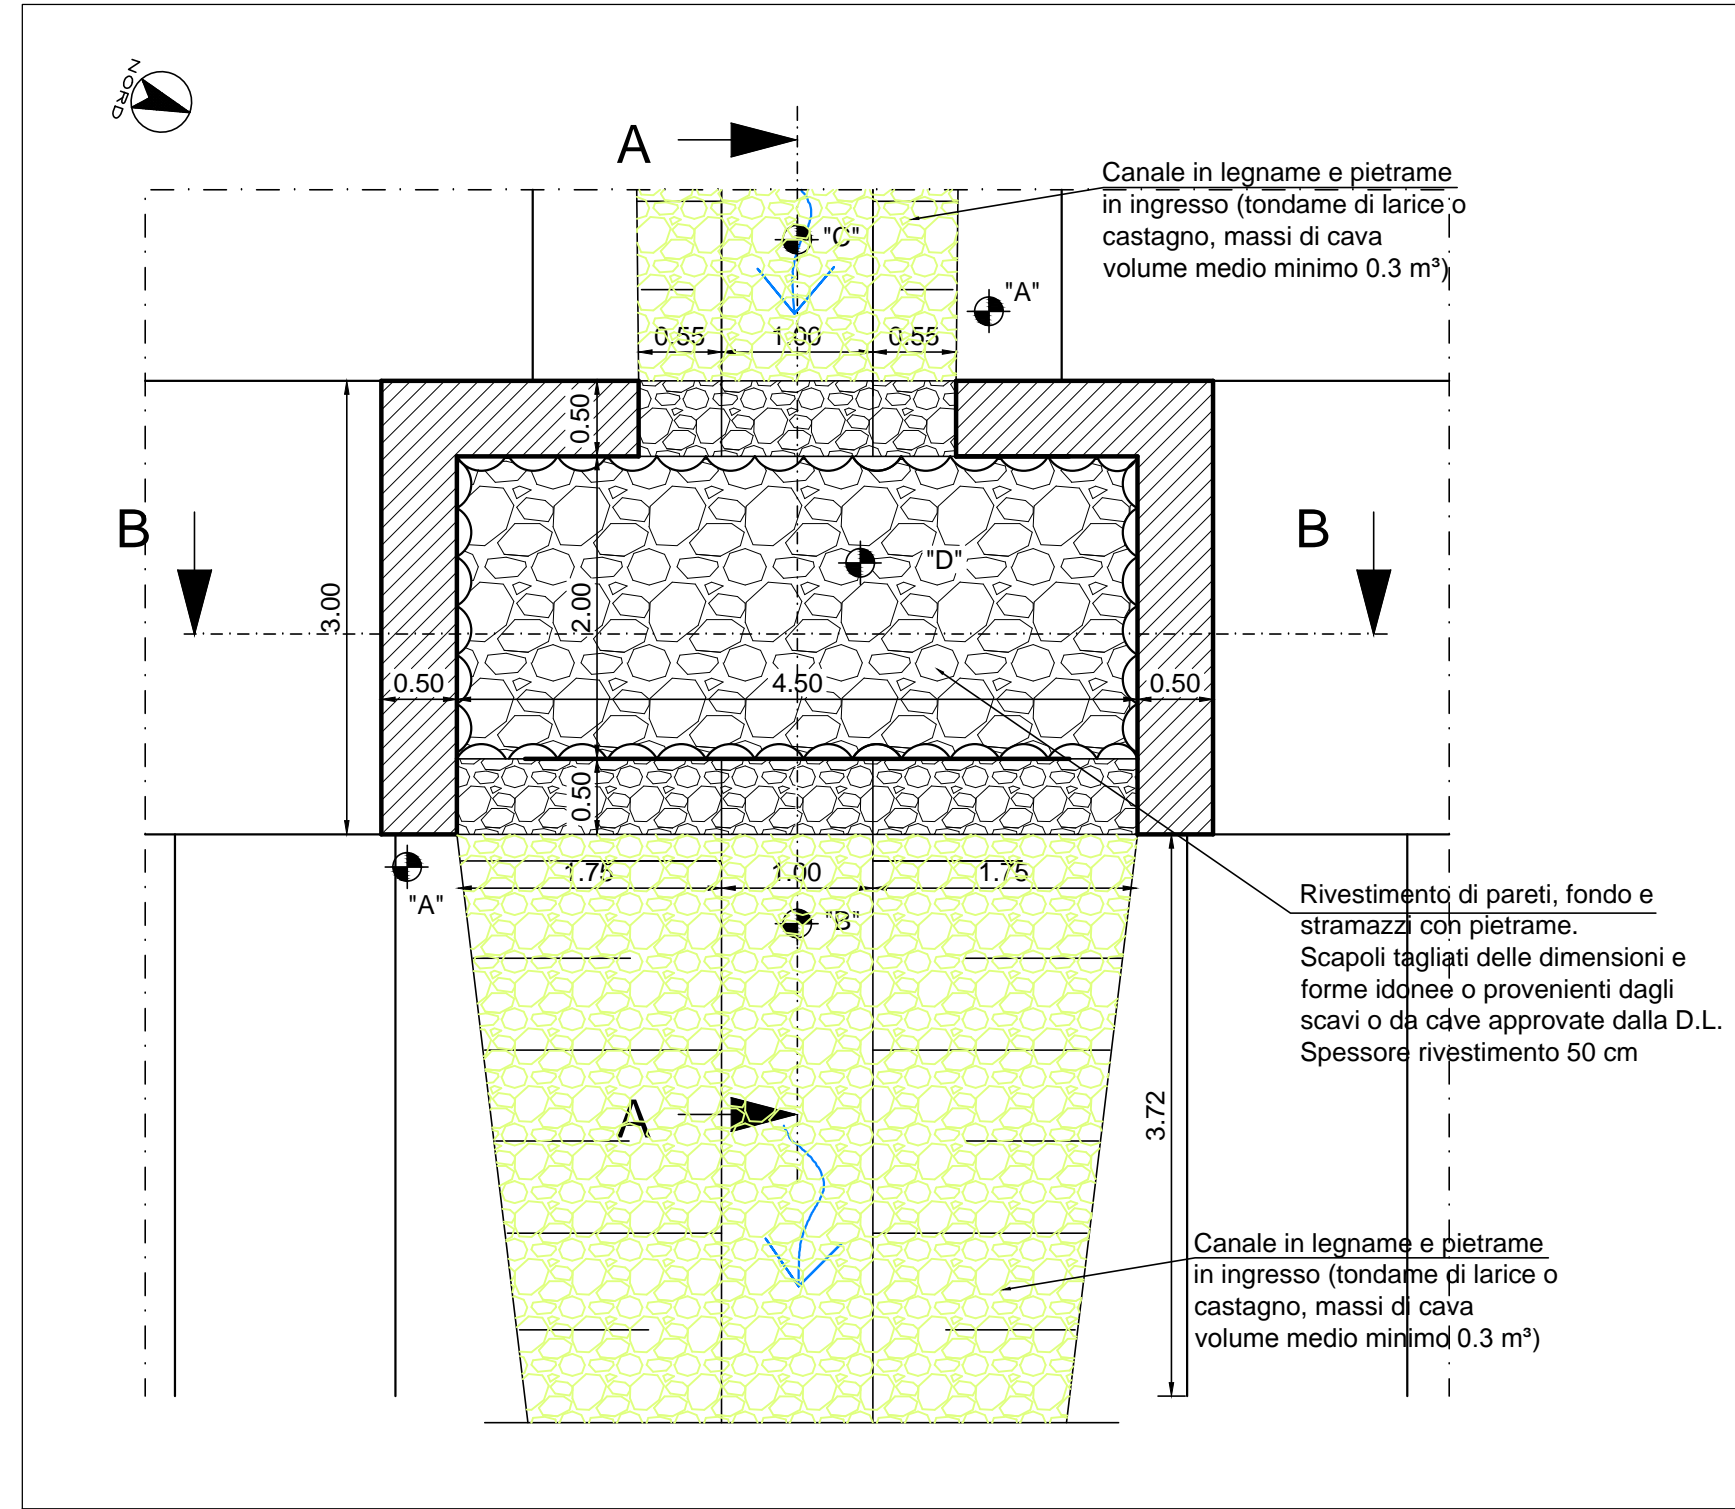 NORD
A
Canale in legname e pietrame
in ingresso (tondame di larice o
castagno, massi di cava
volume medio minimo 0.3 m³)
"C"
"A"
0.55
1.00
0.55
0.50
B
B
"D"
3.00
2.00
0.50
4.50
0.50
0.50
1.75
1.00
1.75
"A"
"B"
Rivestimento di pareti, fondo e
stramazzi con pietrame.
Scapoli tagliati delle dimensioni e
forme idonee o provenienti dagli
scavi o da cave approvate dalla D.L.
Spessore rivestimento 50 cm
A
3.72
Canale in legname e pietrame
in ingresso (tondame di larice o
castagno, massi di cava
volume medio minimo 0.3 m³)